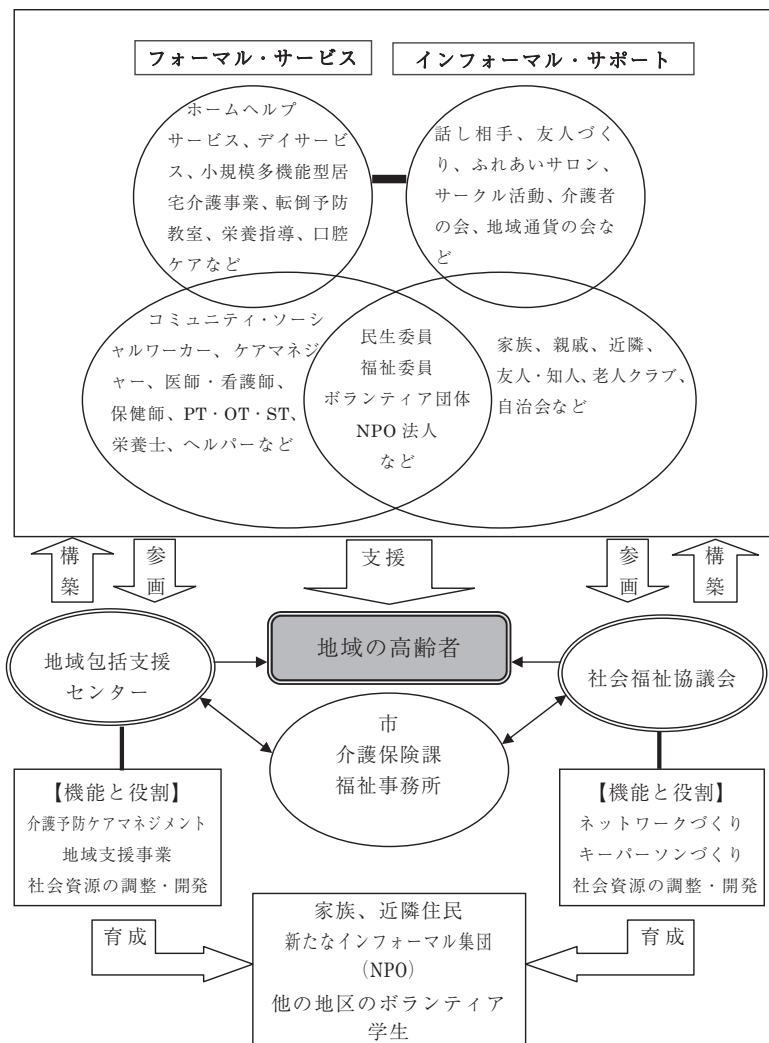 フォーマル・サービス
インフォーマル・サポート
ホームヘルプ
サービス、デイサービ
ス、小規模多機能型居
宅介護事業、転倒予防
教室、栄養指導、口腔
ケアなど
話し相手、友人づく
り、ふれあいサロン、
サークル活動、介護者
の会、地域通貨の会な
ど
コミュニティ・ソーシ
ャルワーカー、ケアマネジ
ャー、医師・看護師、
保健師、PT・OT・ST、
栄養士、ヘルパーなど
民生委員
福祉委員
ボランティア団体
NPO 法人
など
家族、親戚、近隣、
友人・知人、老人クラブ、
自治会など
構築
参画
支援
参画
構築
地域包括支援
センター
地域の高齢者
社会福祉協議会
市
介護保険課
福祉事務所
【機能と役割】
介護予防ケアマネジメント
地域支援事業
社会資源の調整・開発
【機能と役割】
ネットワークづくり
キーパーソンづくり
社会資源の調整・開発
育成
家族、近隣住民
新たなインフォーマル集団
(NPO)
他の地区のボランティア
学生
育成